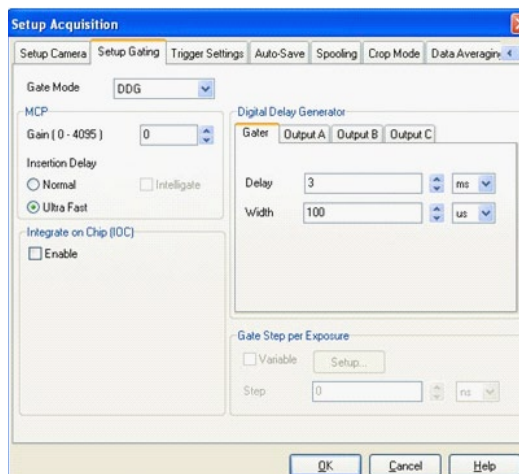 Setup Acquisition
Setup Camera Setup Gating Trigger Settings Auto-Save Spooling Crop Mode Data Averaging
Gate Mode DDG
MCP
Gain ( 0 - 4095 ) 0
Insertion Delay
Normal Intelligate
Ultra Fast
Integrate on Chip (IOC)
Enable
Digital Delay Generator
Gater Output A Output B Output C
Delay 3 ms
Width 100 us
Gate Step per Exposure
Variable Setup...
Step 0 ns
OK Cancel Help